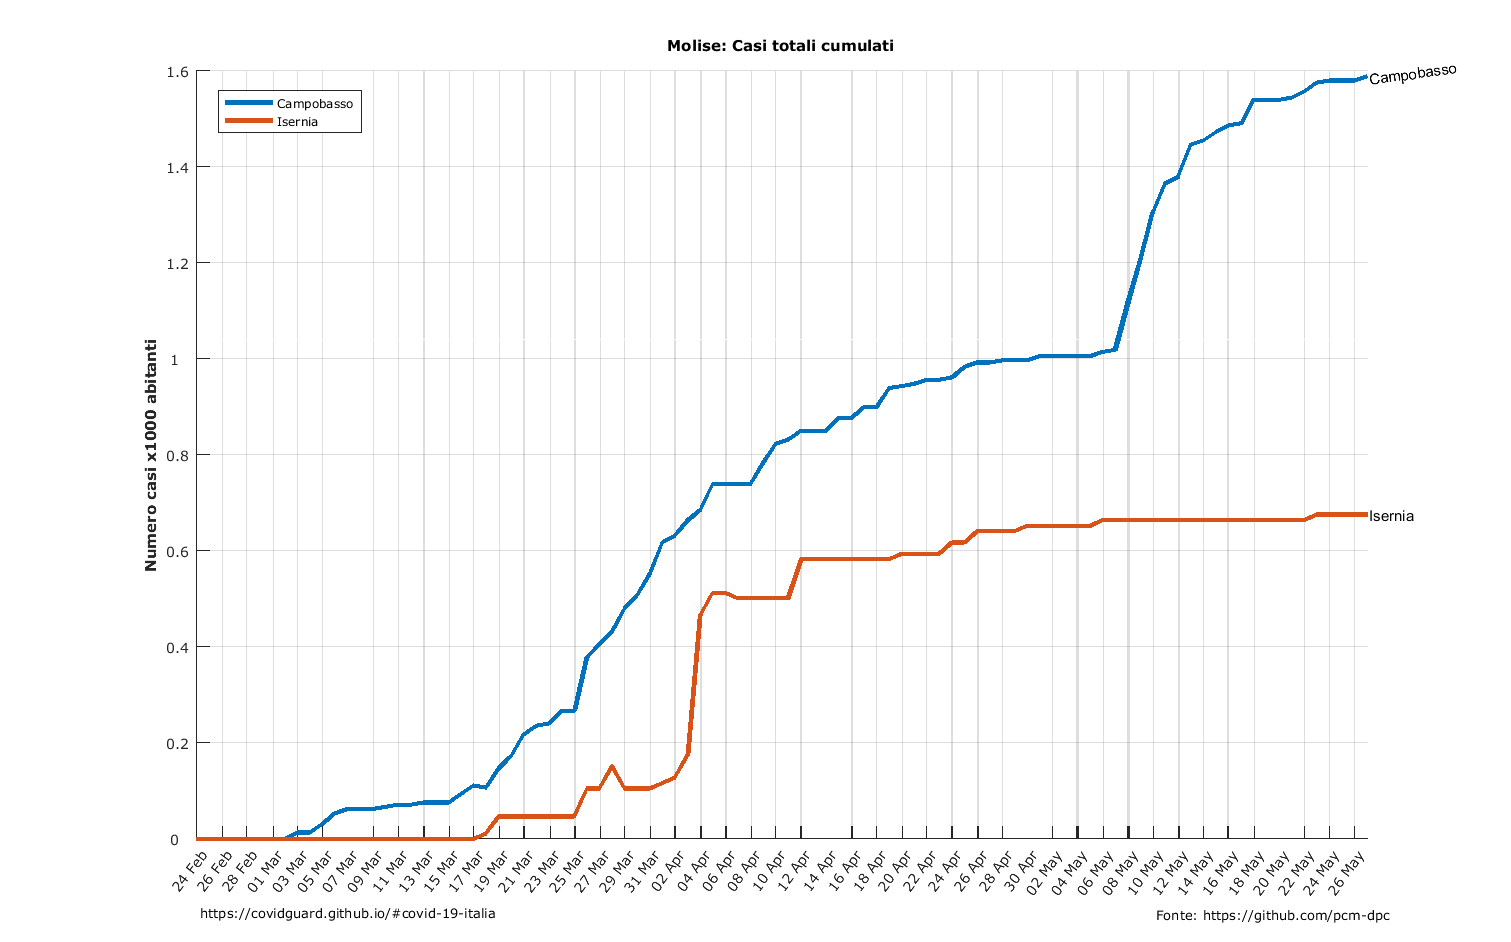 Molise: Casi totali cumulati
Campobasso
Isernia
Numero casi x1000 abitanti
1.6
1.4
1.2
1
0.8
0.6
0.4
0.2
0
Campobasso
Isernia
24 Feb
26 Feb
28 Feb
01 Mar
03 Mar
05 Mar
07 Mar
09 Mar
11 Mar
13 Mar
15 Mar
17 Mar
19 Mar
21 Mar
23 Mar
25 Mar
27 Mar
29 Mar
31 Mar
02 Apr
04 Apr
06 Apr
08 Apr
10 Apr
12 Apr
14 Apr
16 Apr
18 Apr
20 Apr
22 Apr
24 Apr
26 Apr
28 Apr
30 Apr
02 May
04 May
06 May
08 May
10 May
12 May
14 May
16 May
18 May
20 May
22 May
24 May
26 May
https://covidguard.github.io/#covid-19-italia
Fonte: https://github.com/pcm-dpc